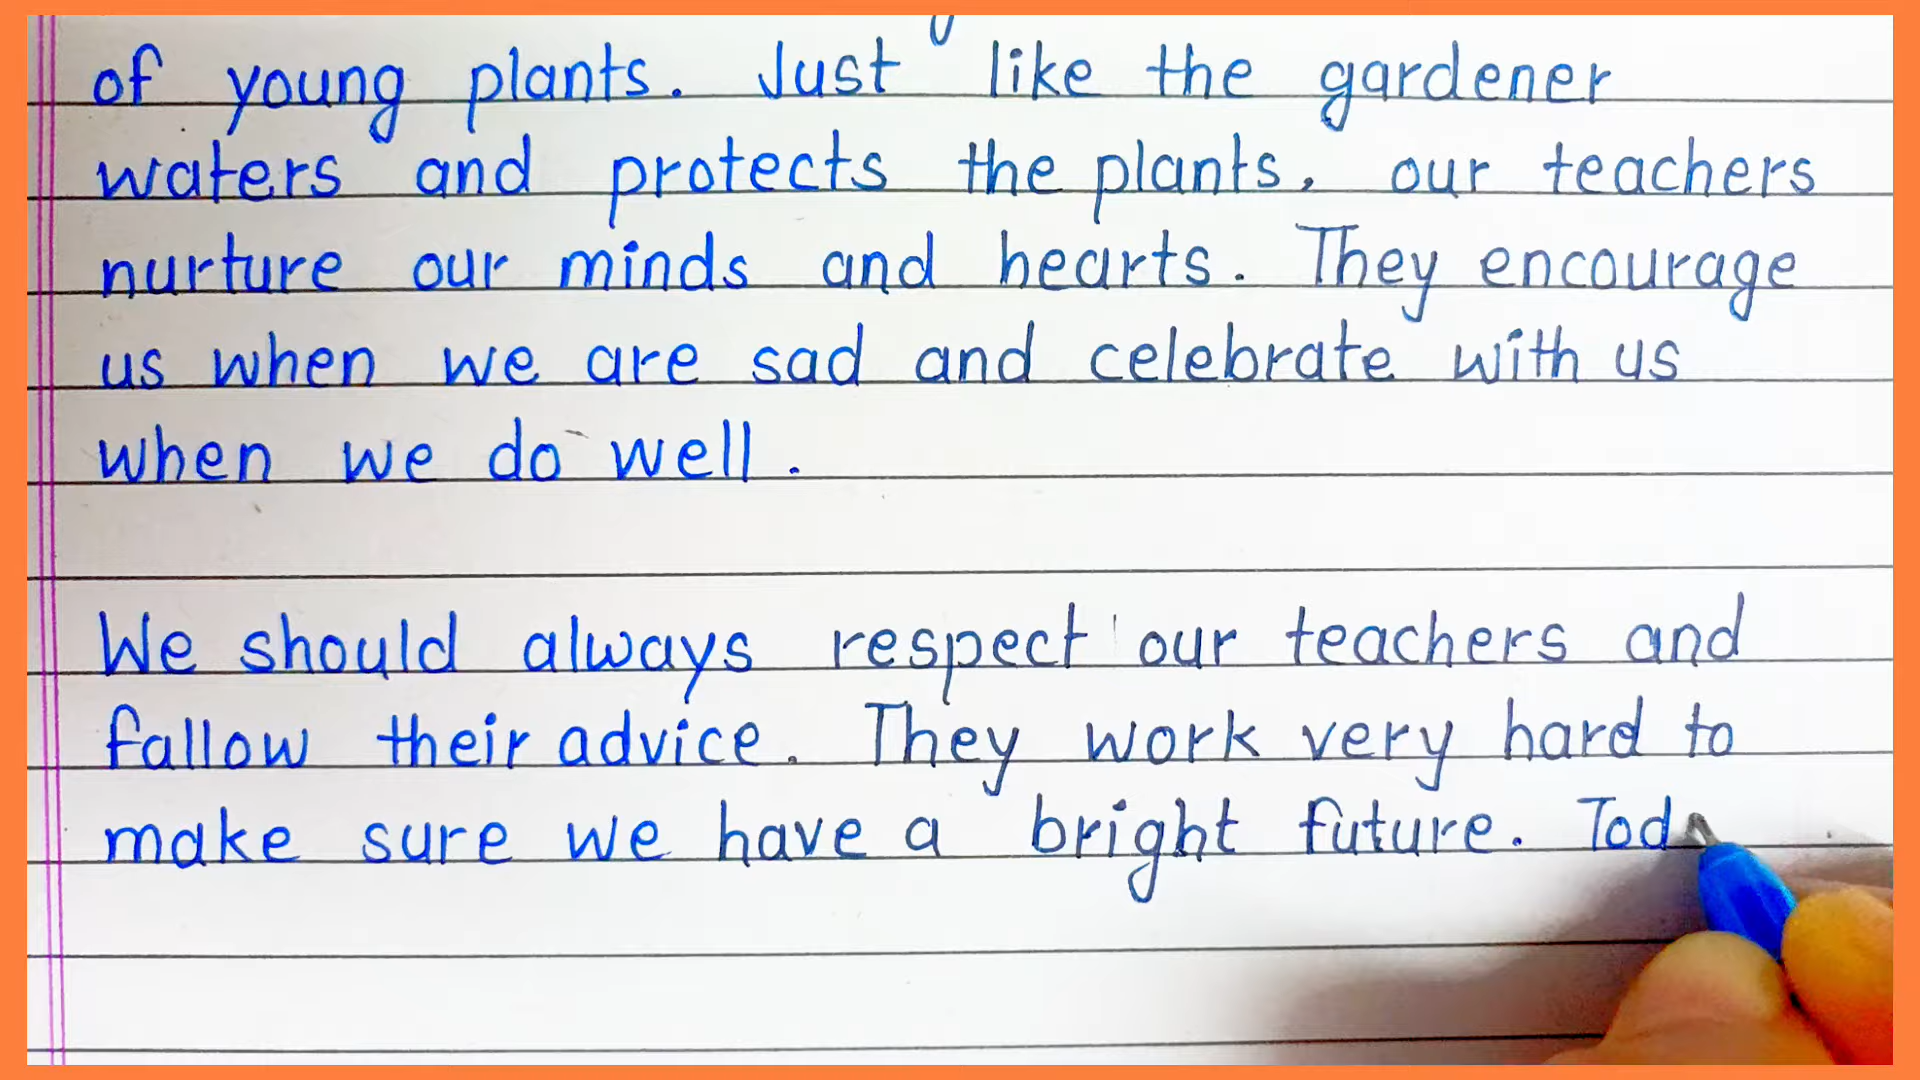 of young plants. Just like the gardener
waters and protects the plants, our teachers
nurture our minds and hearts. They encourage
us when we are sad and celebrate with us
when we do well.
We should always respect our teachers and
fallow their advice. They work very hard to
make sure we have a bright future. Tod